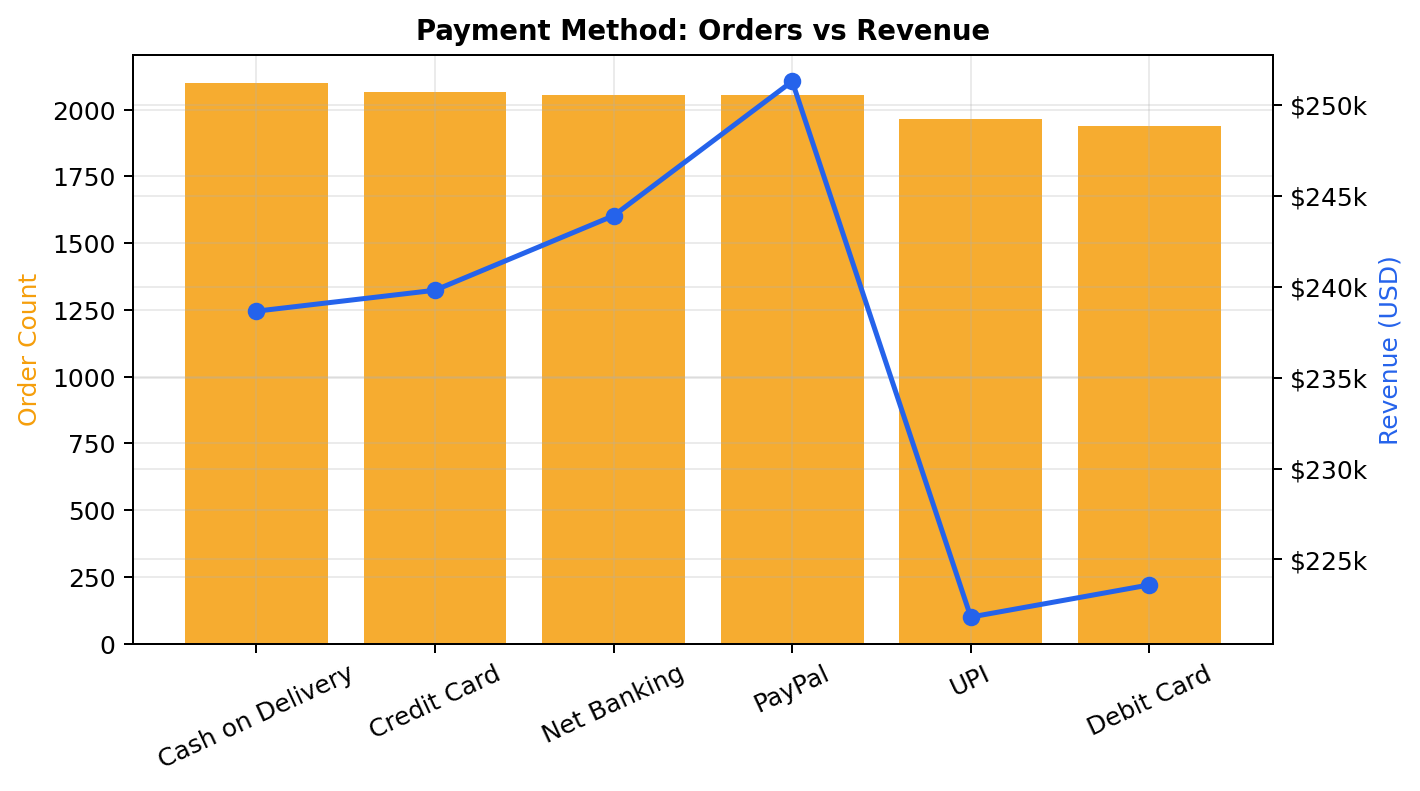 Payment Method: Orders vs Revenue
Order Count
2000
1750
1500
1250
1000
750
500
250
0
$250k
$245k
$240k
$235k
$230k
$225k
Revenue (USD)
Cash on Delivery
Credit Card
Net Banking
PayPal
UPI
Debit Card